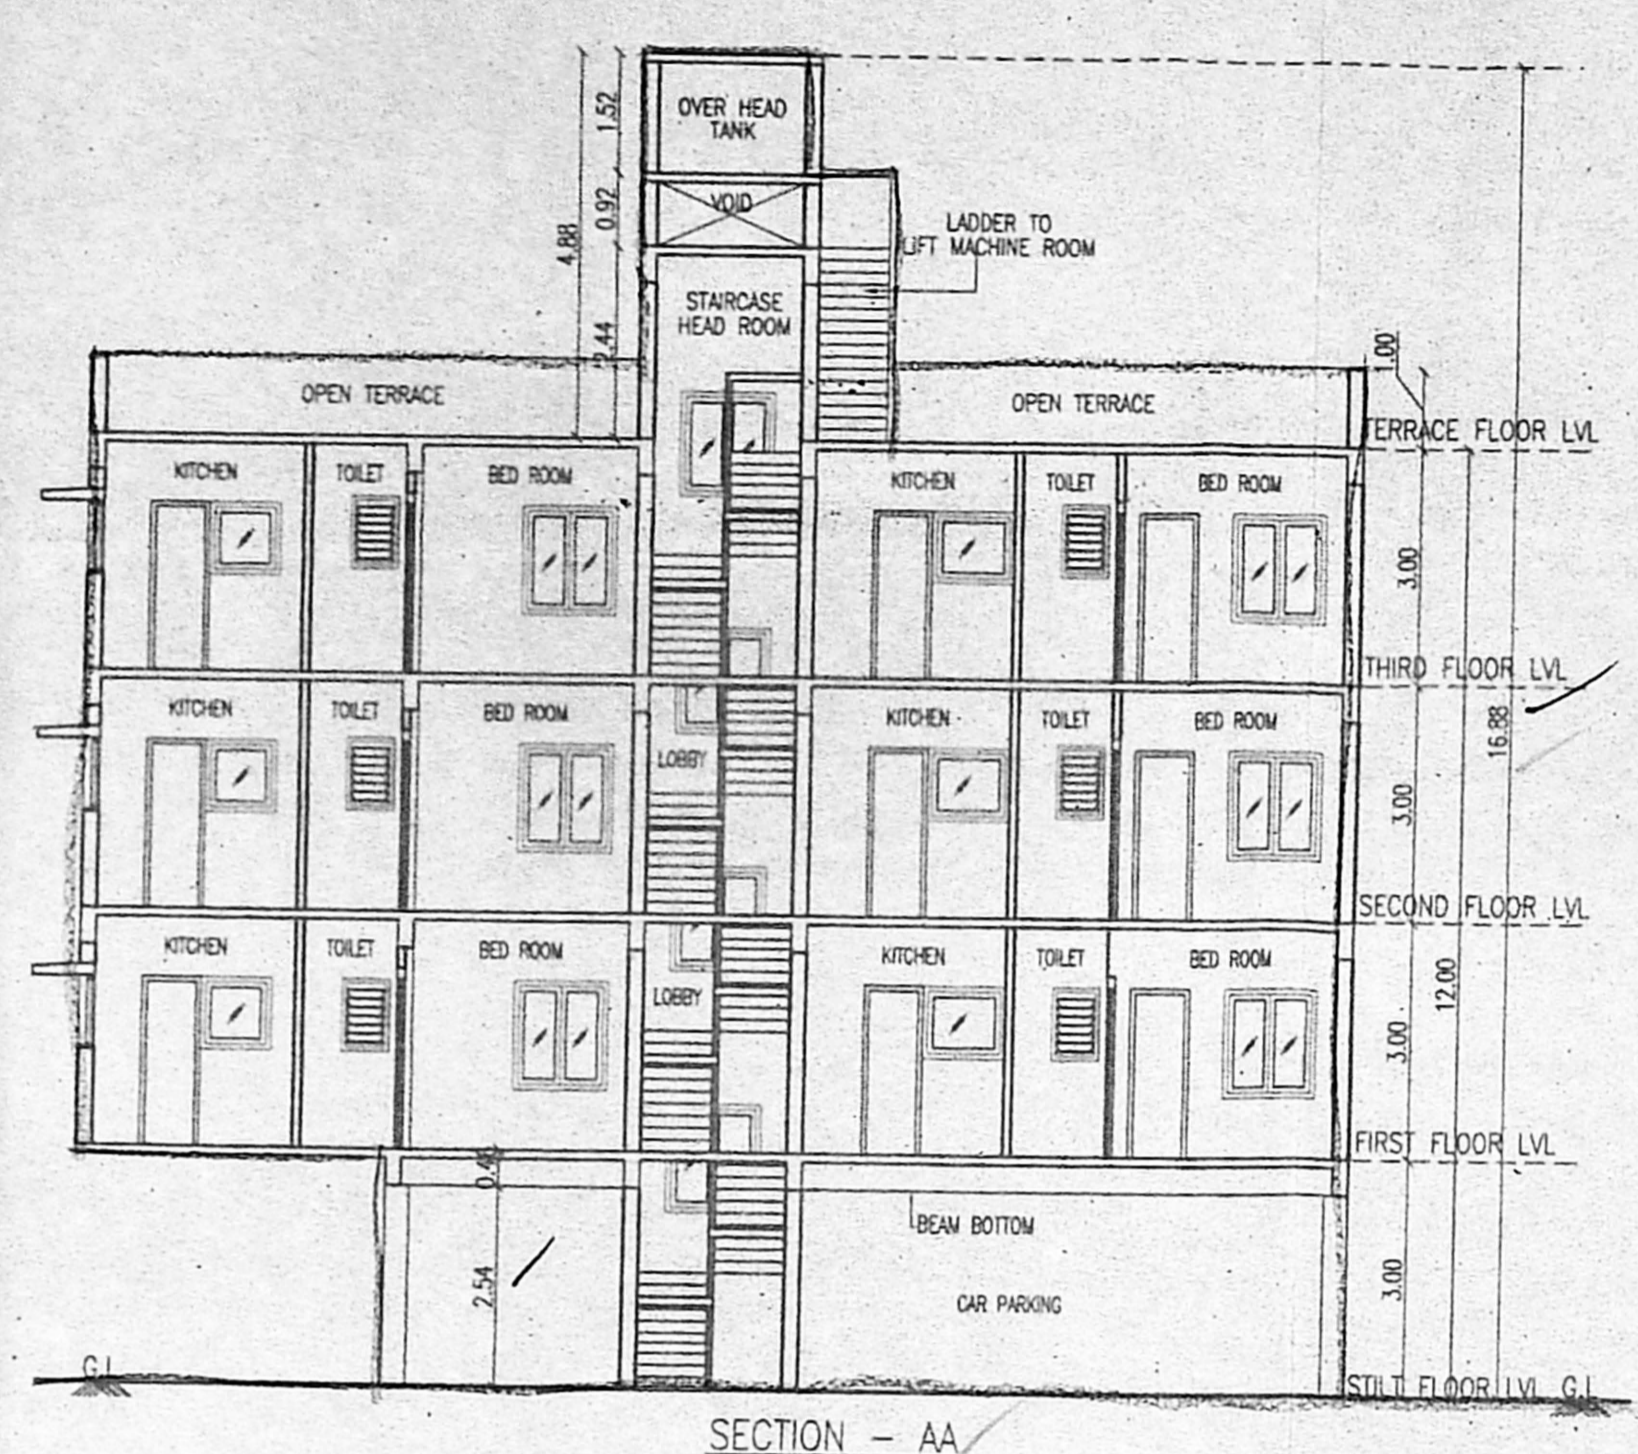 OVER HEAD
TANK
1.52
VOID
0.92
4.88
LADDER TO
LIFT MACHINE ROOM
STAIRCASE
HEAD ROOM
2.44
1.00
OPEN TERRACE
OPEN TERRACE
TERRACE FLOOR LVL
KITCHEN TOILET BED ROOM KITCHEN TOILET BED ROOM
3.00
THIRD FLOOR LVL
KITCHEN TOILET BED ROOM KITCHEN TOILET BED ROOM
16.88
LOBBY
3.00
SECOND FLOOR LVL
KITCHEN TOILET BED ROOM KITCHEN TOILET BED ROOM
LOBBY
12.00
3.00
FIRST FLOOR LVL
BEAM BOTTOM
2.54
3.00
CAR PARKING
G.L
STILT FLOOR LVL G.L
SECTION - AA